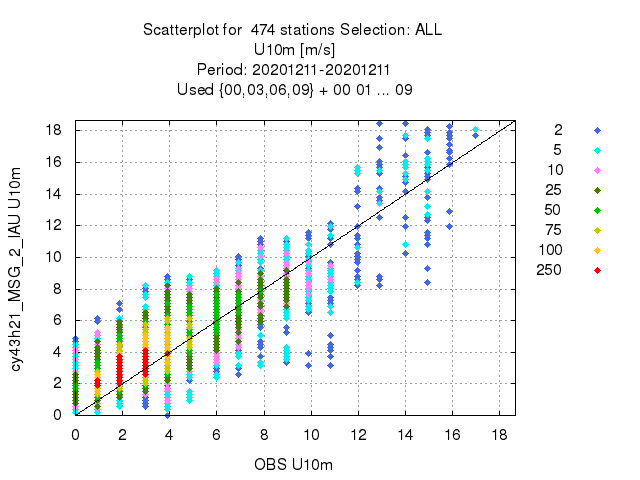 Scatterplot for  474 stations Selection: ALL
U10m [m/s]
Period: 20201211-20201211
Used {00,03,06,09} + 00 01 ... 09
cy43h21_MSG_2_IAU U10m
18
16
14
12
10
8
6
4
2
0
0 2 4 6 8 10 12 14 16 18
OBS U10m
2
5
10
25
50
75
100
250